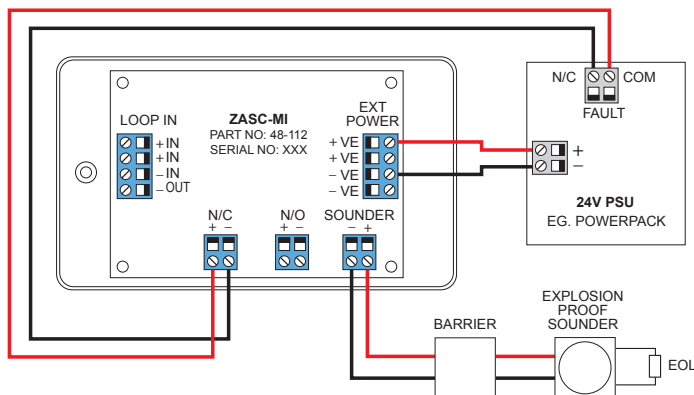 N/C COM
FAULT
LOOP IN
+IN
+IN
–IN
–OUT
ZASC-MI
PART NO: 48-112
SERIAL NO: XXX
EXT
POWER
+ VE
+ VE
– VE
– VE
+
–
24V PSU
EG. POWERPACK
N/C
+ –
N/O
+ –
SOUNDER
– +
BARRIER
EXPLOSION
PROOF
SOUNDER
EOL